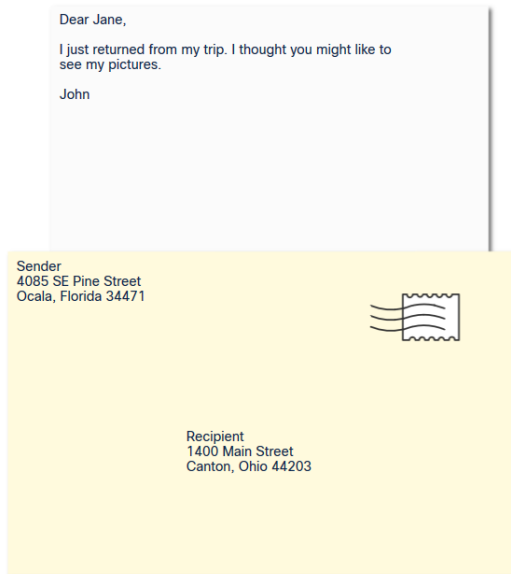 Dear Jane,
I just returned from my trip. I thought you might like to
see my pictures.
John
Sender
4085 SE Pine Street
Ocala, Florida 34471
Recipient
1400 Main Street
Canton, Ohio 44203